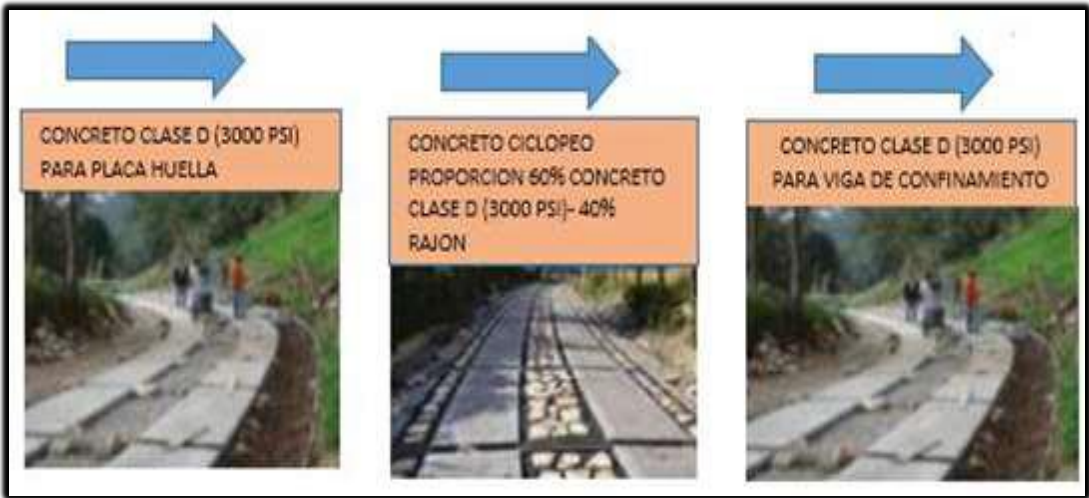 CONCRETO CLASE D (3000 PSI)
PARA PLACA HUELLA
CONCRETO CICLOPEO
PROPORCION 60% CONCRETO
CLASE D (3000 PSI)- 40%
RAJON
CONCRETO CLASE D (3000 PSI)
PARA VIGA DE CONFINAMIENTO